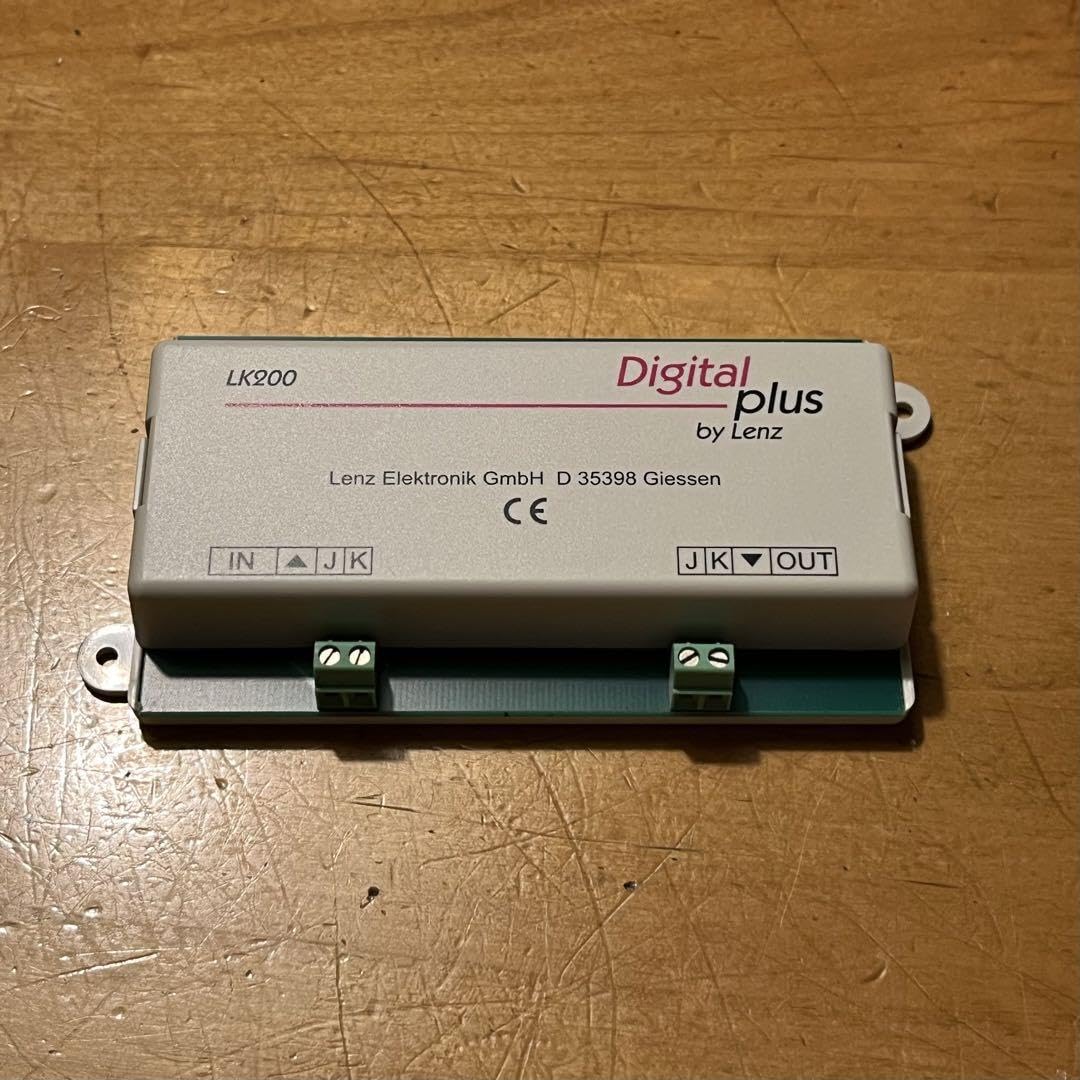 LK200
Digital
plus
by Lenz
Lenz Elektronik GmbH D 35398 Giessen
CE
IN ▲ J K
J K ▼ OUT